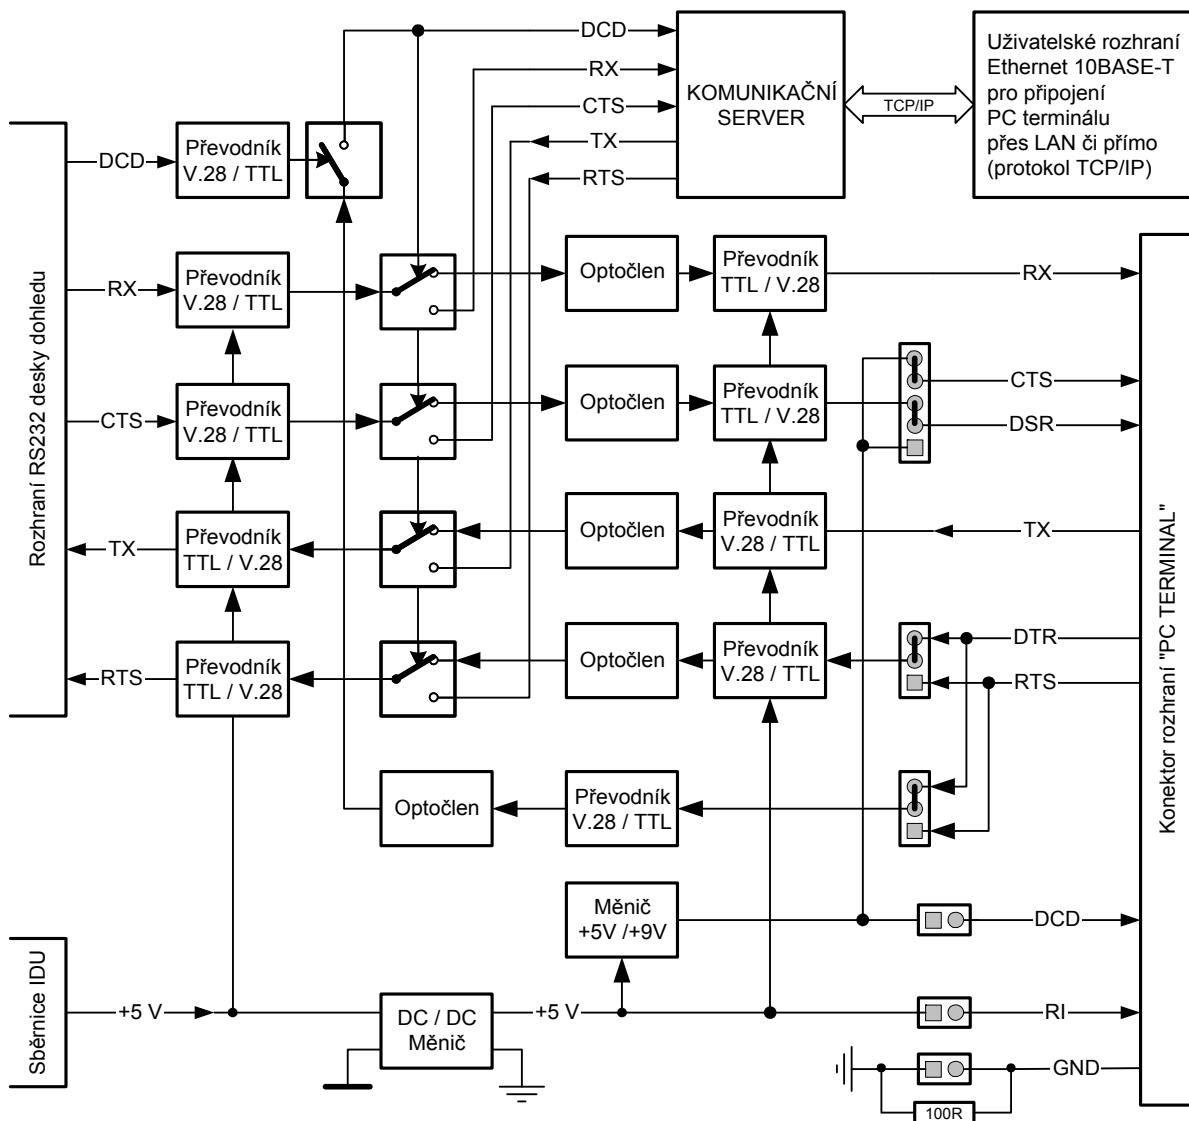 DCD
RX
CTS
TX
RTS
KOMUNIKAČNÍ
SERVER
TCP/IP
Uživatelské rozhraní
Ethernet 10BASE-T
pro připojení
PC terminálu
přes LAN či přímo
(protokol TCP/IP)
Rozhraní RS232 desky dohledu
DCD
Převodník
V.28 / TTL
RX
Převodník
V.28 / TTL
Optočlen
Převodník
TTL / V.28
RX
CTS
Převodník
V.28 / TTL
Optočlen
Převodník
TTL / V.28
CTS
DSR
TX
Převodník
TTL / V.28
Optočlen
Převodník
V.28 / TTL
TX
RTS
Převodník
TTL / V.28
Optočlen
Převodník
V.28 / TTL
DTR
RTS
Optočlen
Převodník
V.28 / TTL
Konektor rozhraní "PC TERMINAL"
Měnič
+5V /+9V
DCD
Sběrnice IDU
+5 V
DC / DC
Měnič
+5 V
RI
GND
100R